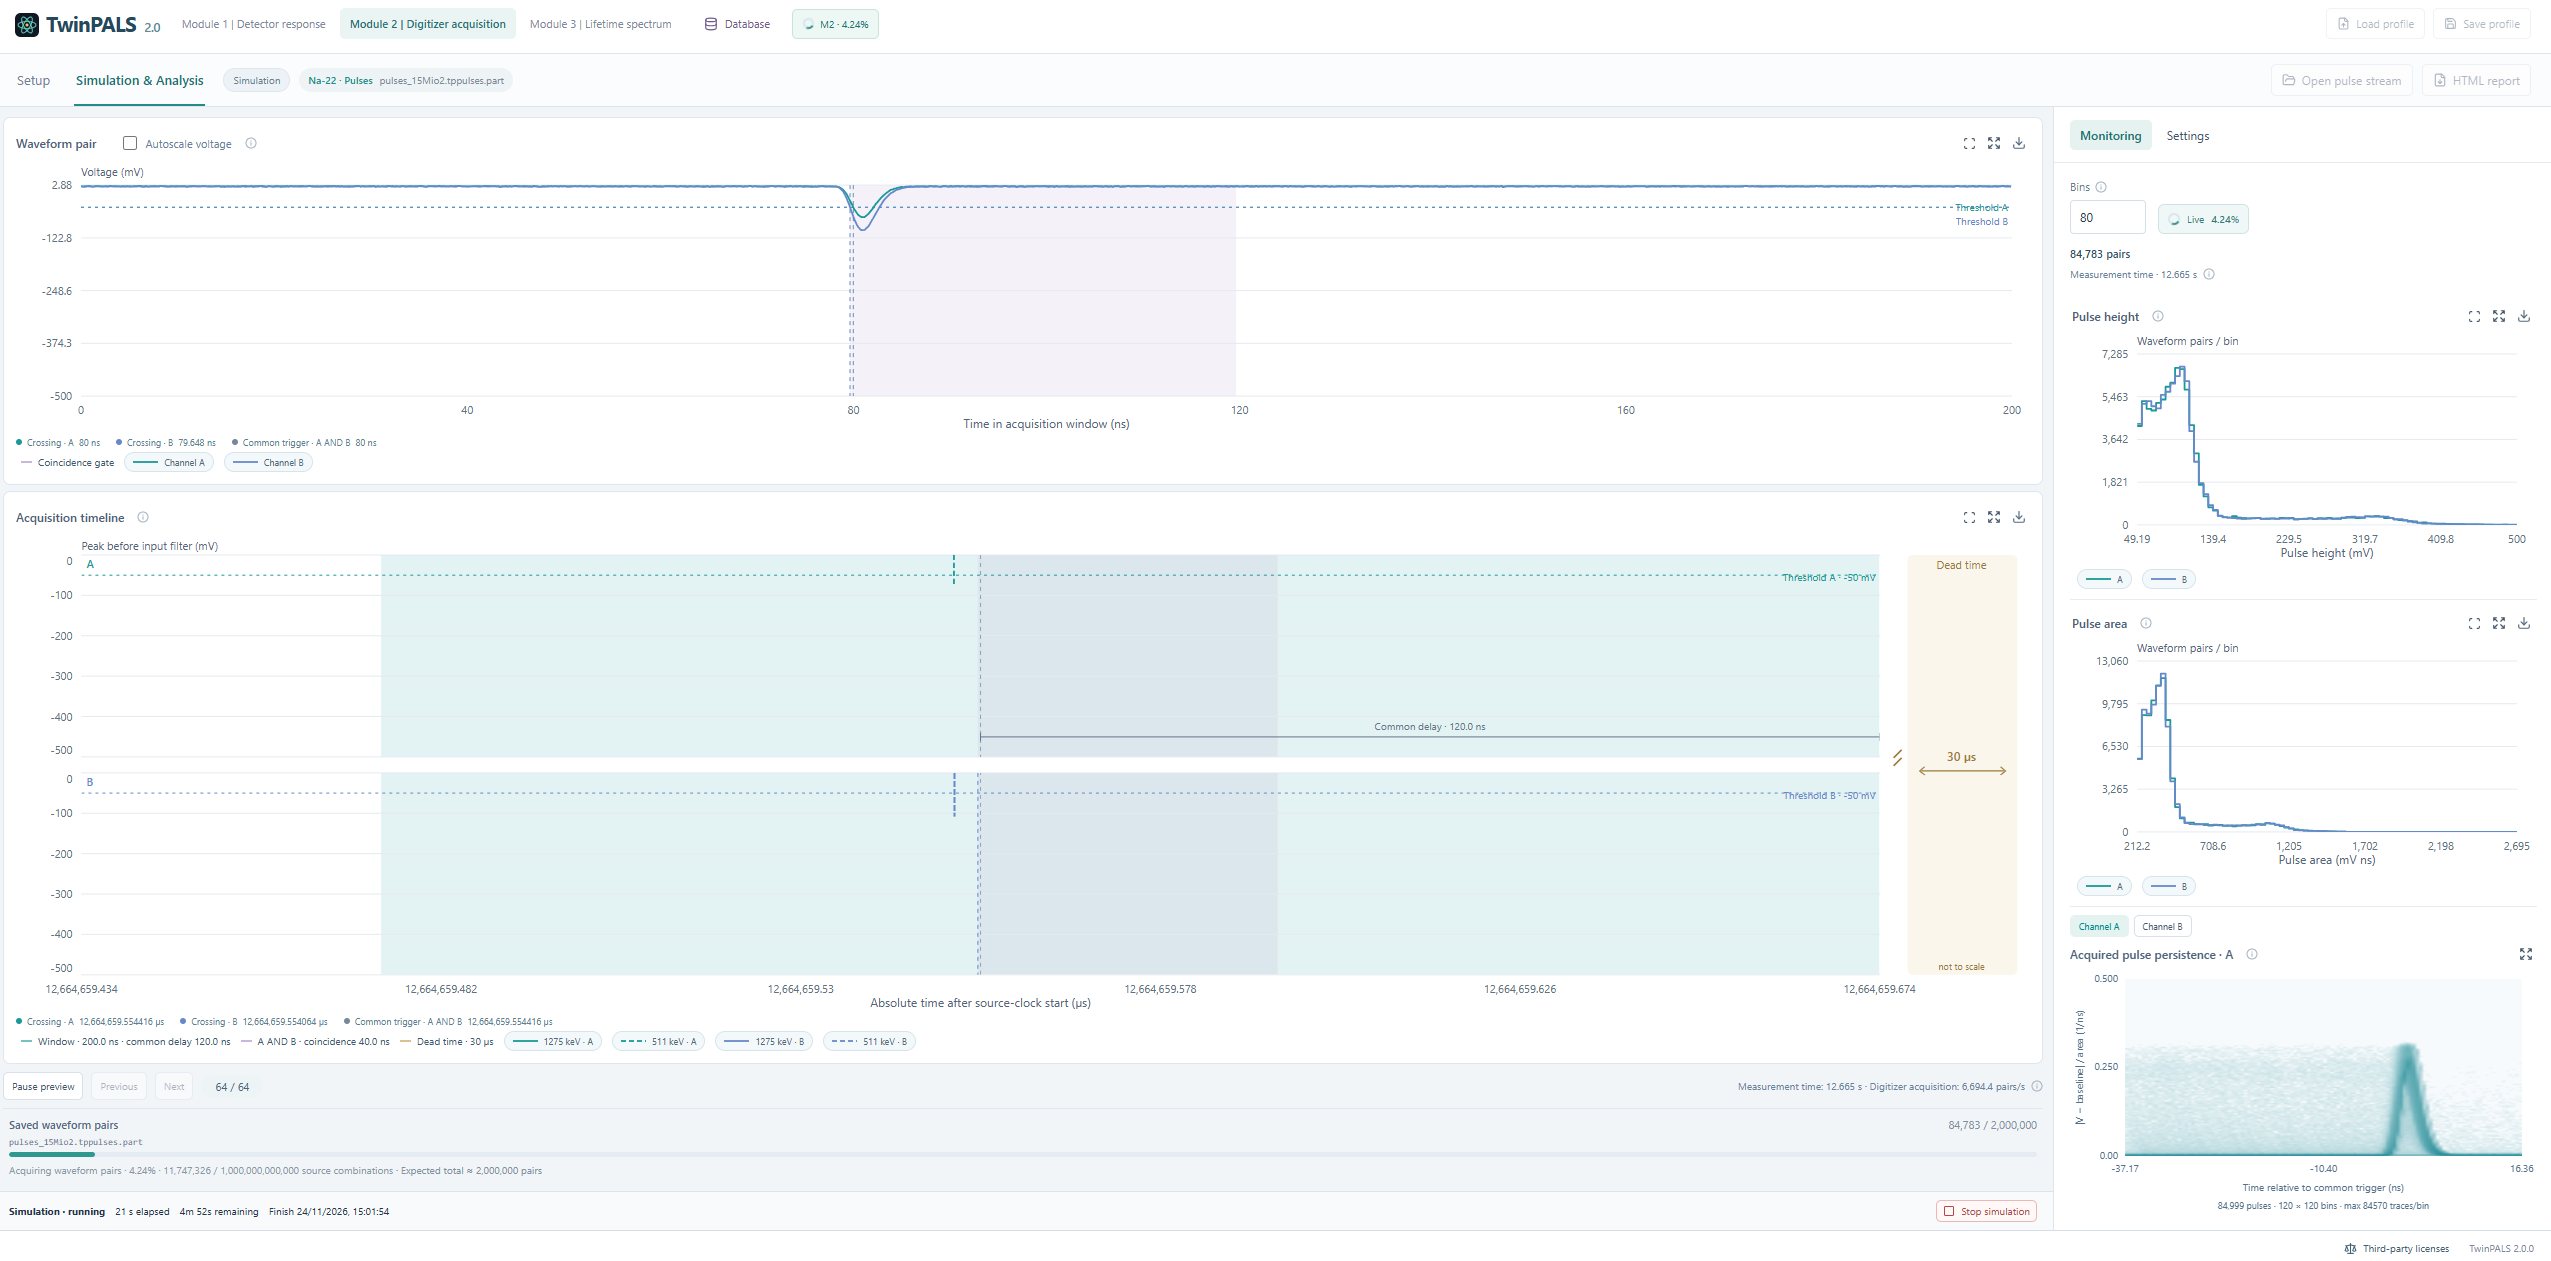 TwinPALS 2.0 Module 1 | Detector response Module 2 | Digitizer acquisition Module 3 | Lifetime spectrum Database M2 · 4.24% Load profile Save profile
Setup Simulation & Analysis Simulation Na-22 · Pulses pulses_15Mio2.tppulses.part Open pulse stream HTML report
Waveform pair Autoscale voltage
Voltage (mV)
2.88
-122.8
-248.6
-374.3
-500
Threshold A
Threshold B
0 40 80 120 160 200
Time in acquisition window (ns)
Crossing · A 80 ns Crossing · B 79.648 ns Common trigger · A AND B 80 ns
Coincidence gate Channel A Channel B
Acquisition timeline
Peak before input filter (mV)
A
0
-100
-200
-300
-400
-500
Threshold A · -50 mV
Common delay · 120.0 ns
B
0
-100
-200
-300
-400
-500
Threshold B · -50 mV
Dead time
30 µs
not to scale
12,664,659.434 12,664,659.482 12,664,659.53 12,664,659.578 12,664,659.626 12,664,659.674
Absolute time after source-clock start (µs)
Crossing · A 12,664,659.554416 µs Crossing · B 12,664,659.554064 µs Common trigger · A AND B 12,664,659.554416 µs
Window · 200.0 ns · common delay 120.0 ns A AND B · coincidence 40.0 ns Dead time · 30 µs 1275 keV · A 511 keV · A 1275 keV · B 511 keV · B
Pause preview Previous Next 64 / 64 Measurement time: 12.665 s · Digitizer acquisition: 6,694.4 pairs/s
Saved waveform pairs 84,783 / 2,000,000
pulses_15Mio2.tppulses.part
Acquiring waveform pairs · 4.24% · 11,747,326 / 1,000,000,000,000 source combinations · Expected total ≈ 2,000,000 pairs
Simulation · running 21 s elapsed 4m 52s remaining Finish 24/11/2026, 15:01:54 Stop simulation
Monitoring Settings
Bins
80 Live 4.24%
84,783 pairs
Measurement time · 12.665 s
Pulse height
Waveform pairs / bin
7,285
5,463
3,642
1,821
0
49.19 139.4 229.5 319.7 409.8 500
Pulse height (mV)
A B
Pulse area
Waveform pairs / bin
13,060
9,795
6,530
3,265
0
212.2 708.6 1,205 1,702 2,198 2,695
Pulse area (mV ns)
A B
Channel A Channel B
Acquired pulse persistence · A
|V − baseline| / area (1/ns)
0.500
0.250
0.00
-37.17 -10.40 16.36
Time relative to common trigger (ns)
84,999 pulses · 120 × 120 bins · max 84570 traces/bin
Third-party licenses TwinPALS 2.0.0